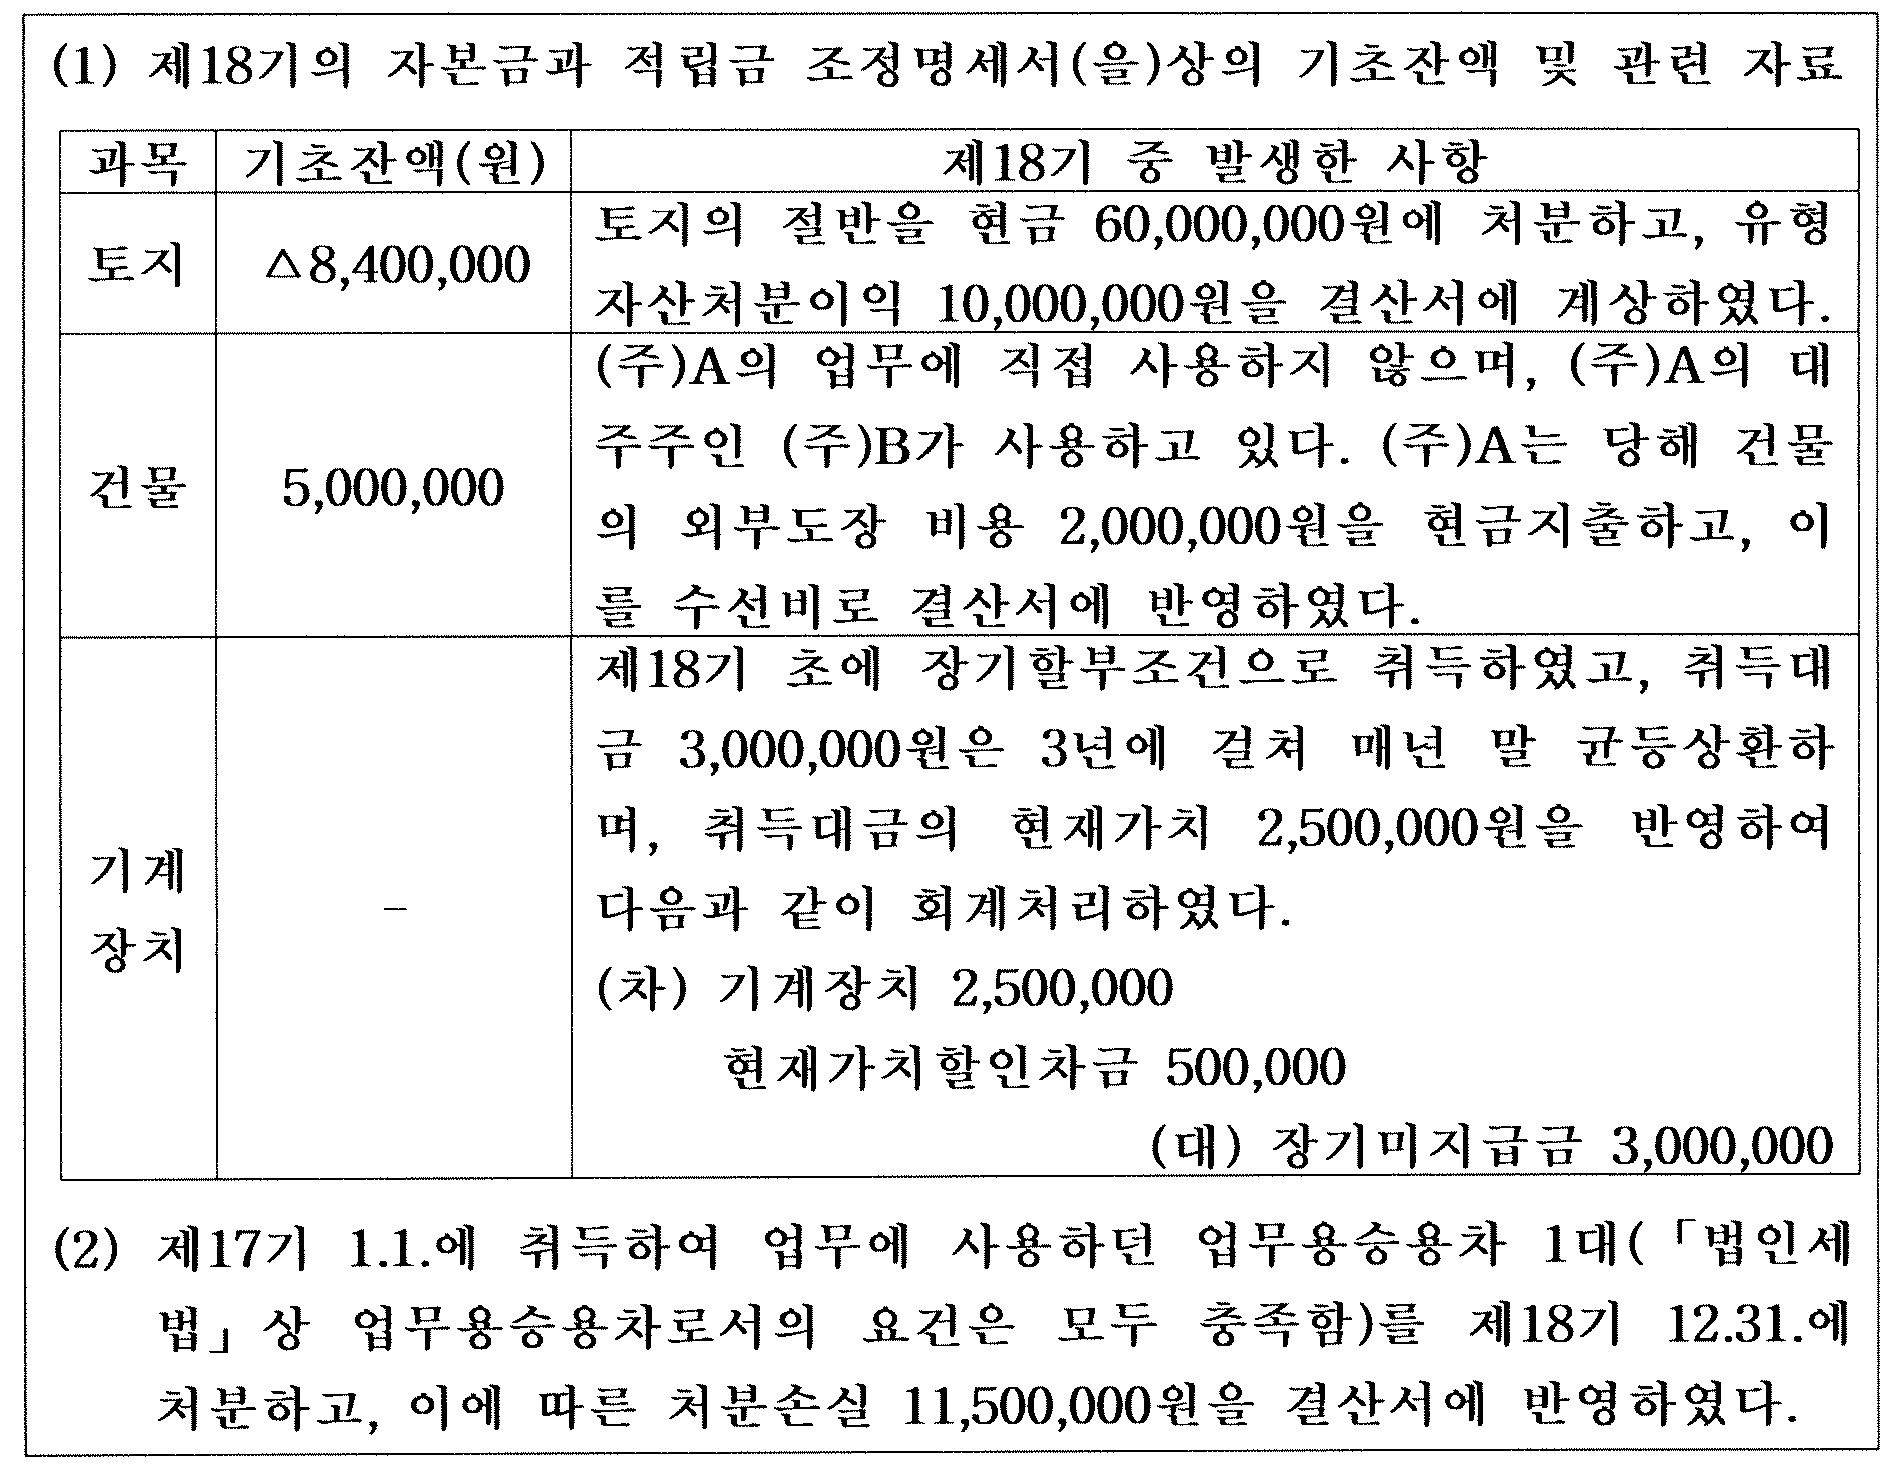 (1) 제18기의 자본금과 적립금 조정명세서(을)상의 기초잔액 및 관련 자료
과목 기초잔액(원) 제18기 중 발생한 사항
토지 △8,400,000 토지의 절반을 현금 60,000,000원에 처분하고, 유형
자산처분이익 10,000,000원을 결산서에 계상하였다.
건물 5,000,000 (주)A의 업무에 직접 사용하지 않으며, (주)A의 대
주주인 (주)B가 사용하고 있다. (주)A는 당해 건물
의 외부도장 비용 2,000,000원을 현금지출하고, 이
를 수선비로 결산서에 반영하였다.
기계
장치 – 제18기 초에 장기할부조건으로 취득하였고, 취득대
금 3,000,000원은 3년에 걸쳐 매년 말 균등상환하
며, 취득대금의 현재가치 2,500,000원을 반영하여
다음과 같이 회계처리하였다.
(차) 기계장치 2,500,000
현재가치할인차금 500,000
(대) 장기미지급금 3,000,000
(2) 제17기 1.1.에 취득하여 업무에 사용하던 업무용승용차 1대(「법인세
법」상 업무용승용차로서의 요건은 모두 충족함)를 제18기 12.31.에
처분하고, 이에 따른 처분손실 11,500,000원을 결산서에 반영하였다.